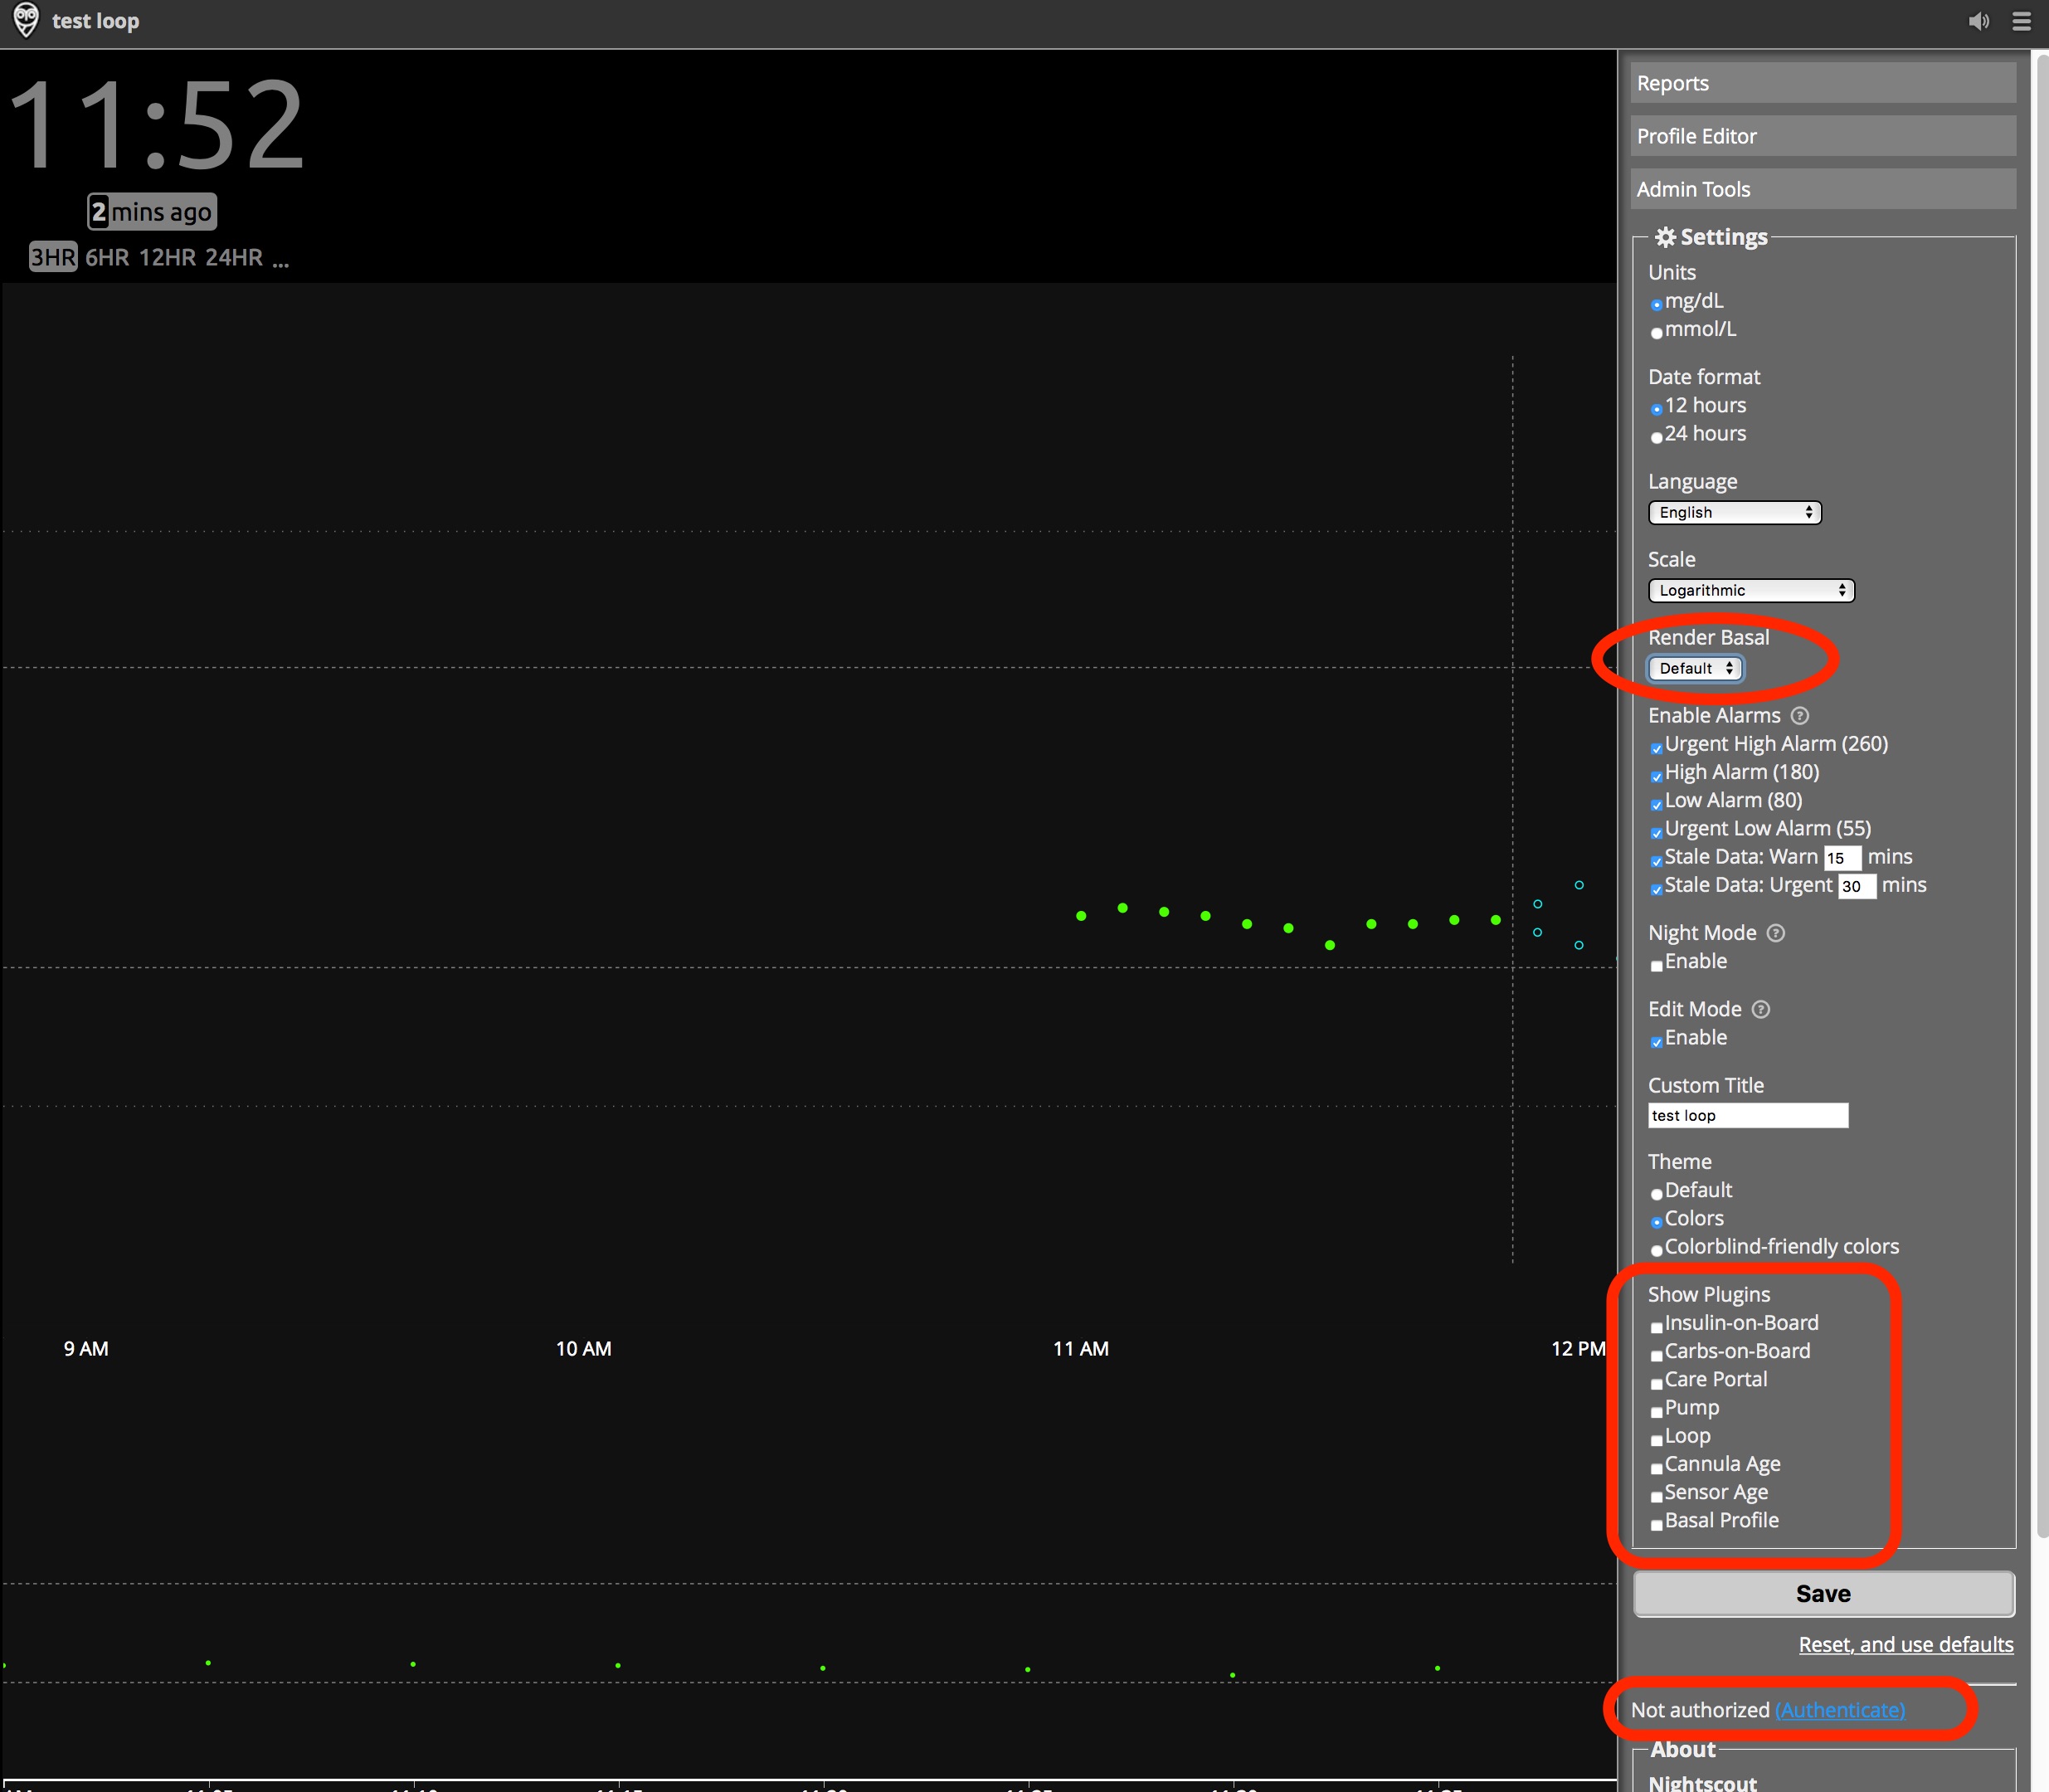 test loop
11:52
2 mins ago
3HR 6HR 12HR 24HR ...
9 AM 10 AM 11 AM 12 PM
Reports
Profile Editor
Admin Tools
Settings
Units
mg/dL
mmol/L
Date format
12 hours
24 hours
Language
English
Scale
Logarithmic
Render Basal
Default
Enable Alarms ?
Urgent High Alarm (260)
High Alarm (180)
Low Alarm (80)
Urgent Low Alarm (55)
Stale Data: Warn 15 mins
Stale Data: Urgent 30 mins
Night Mode ?
Enable
Edit Mode ?
Enable
Custom Title
test loop
Theme
Default
Colors
Colorblind-friendly colors
Show Plugins
Insulin-on-Board
Carbs-on-Board
Care Portal
Pump
Loop
Cannula Age
Sensor Age
Basal Profile
Save
Reset, and use defaults
Not authorized (Authenticate)
About
Nightscout